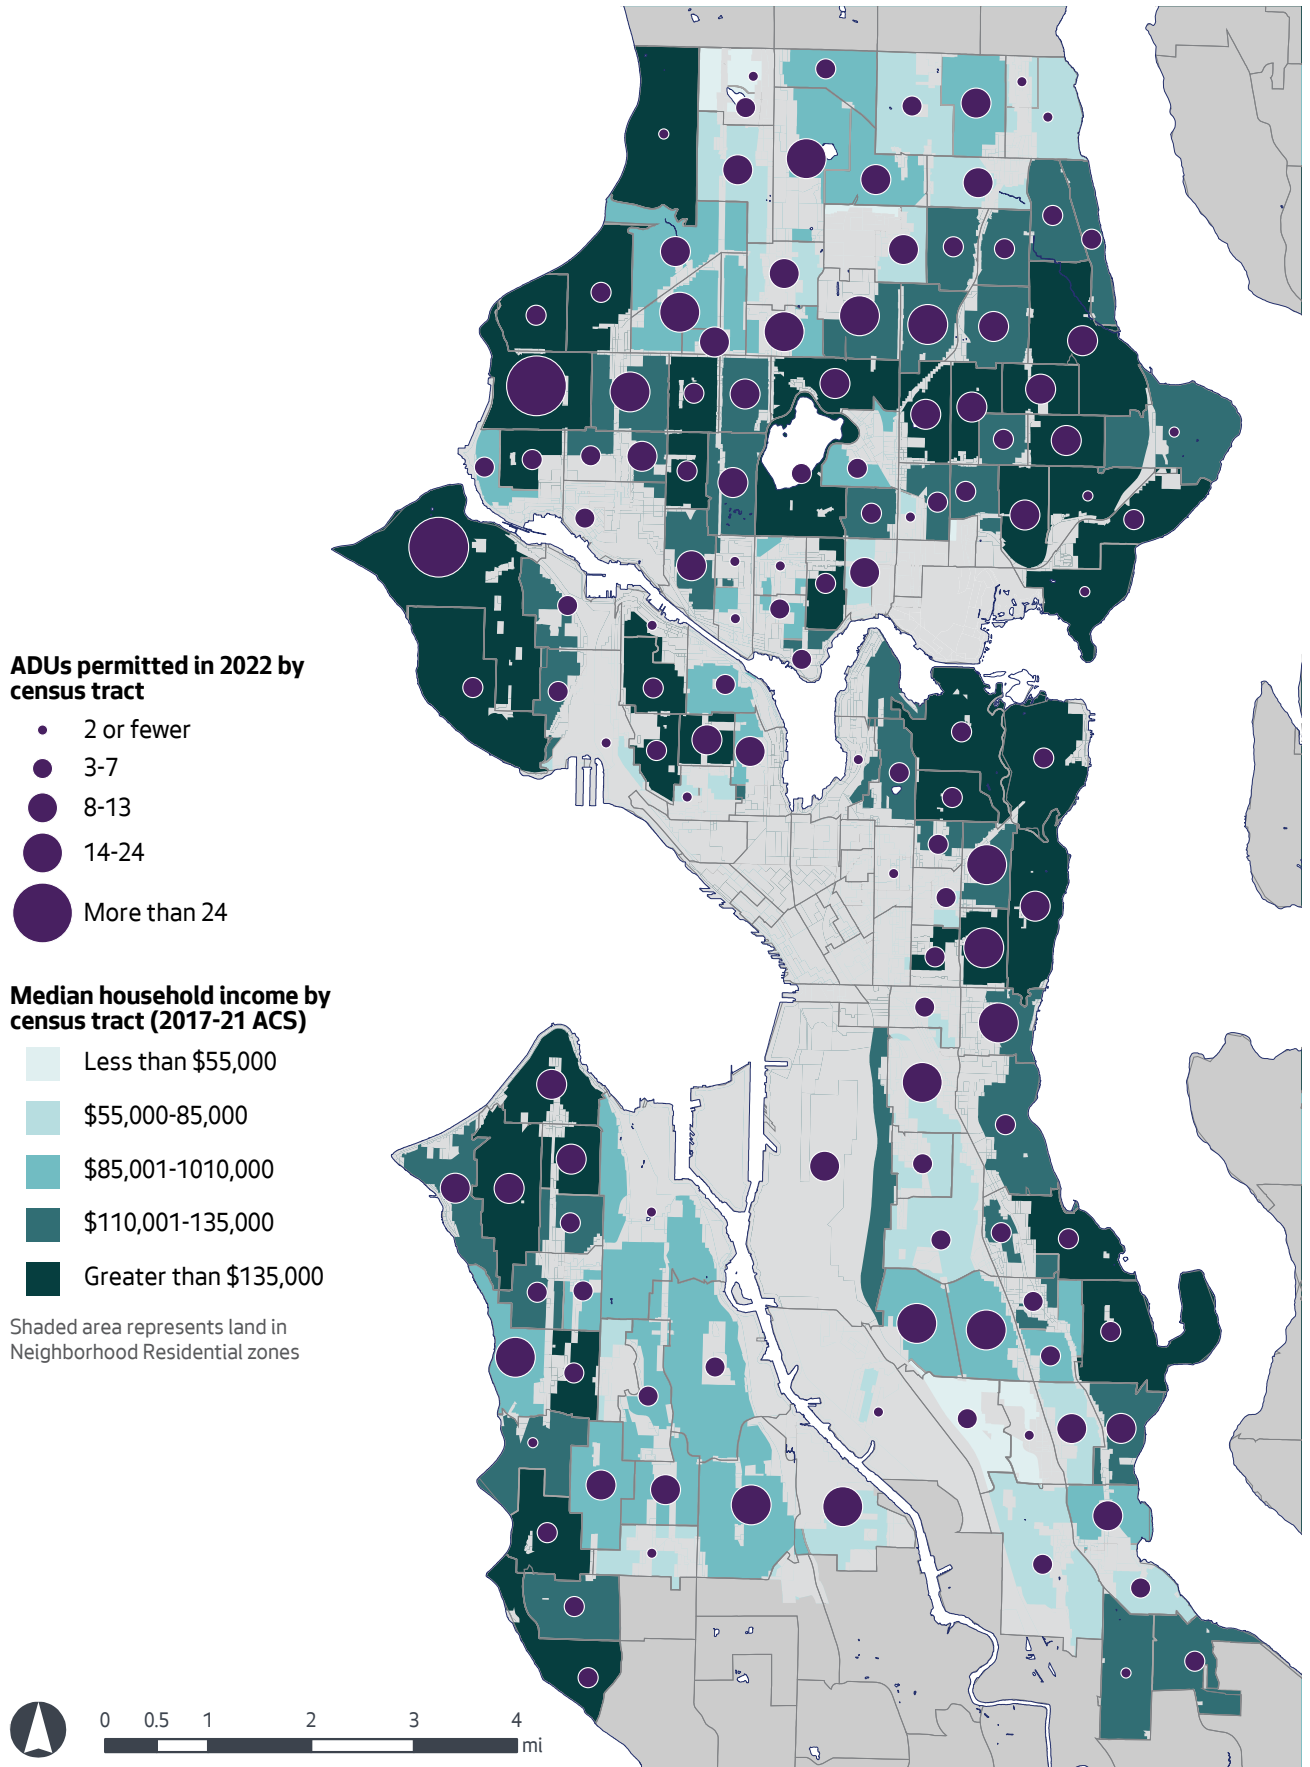 ADUs permitted in 2022 by
census tract
2 or fewer
3-7
8-13
14-24
More than 24
Median household income by
census tract (2017-21 ACS)
Less than $55,000
$55,000-85,000
$85,001-1010,000
$110,001-135,000
Greater than $135,000
Shaded area represents land in
Neighborhood Residential zones
0 0.5 1 2 3 4
mi